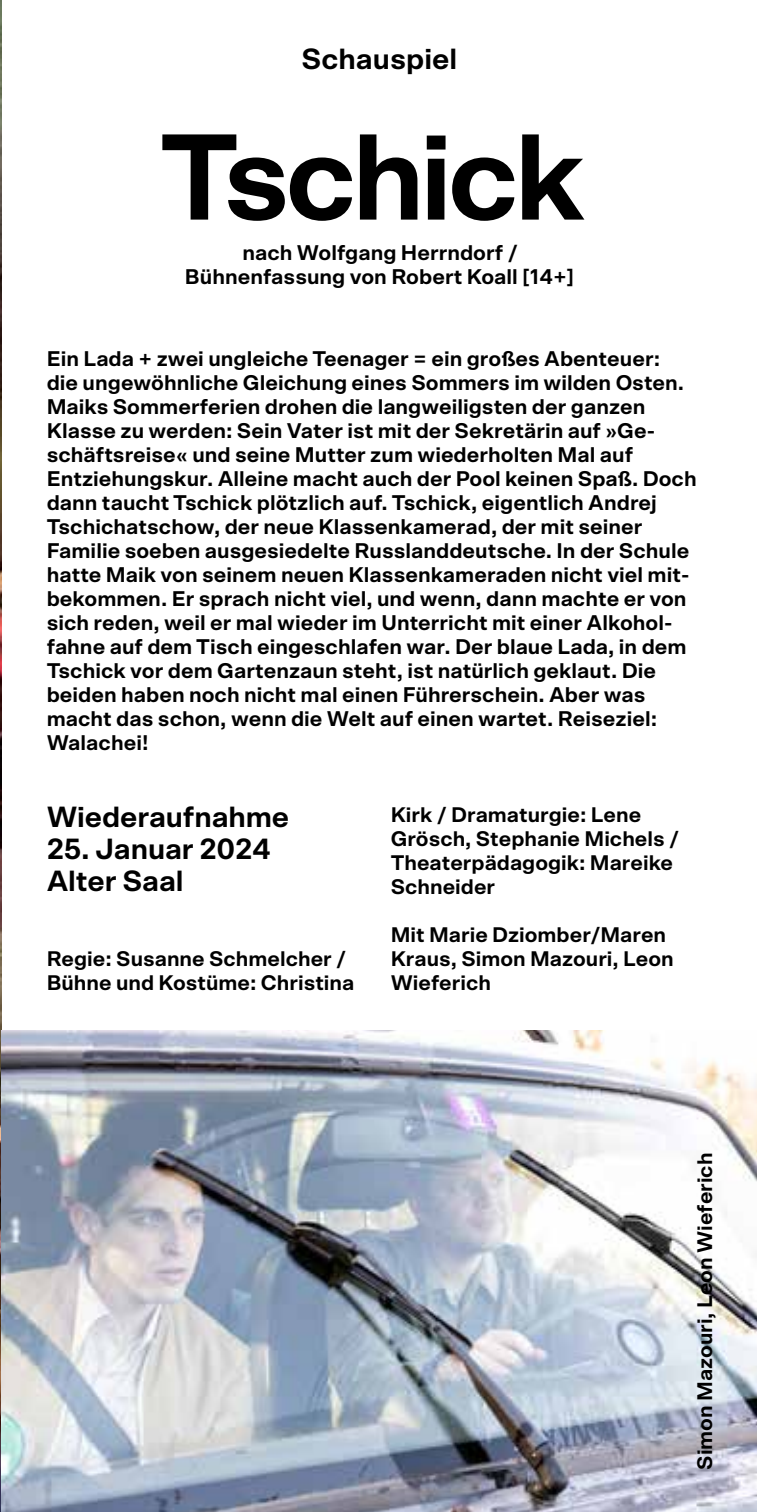 Schauspiel
Tschick
nach Wolfgang Herrndorf /
Bühnenfassung von Robert Koall [14+]
Ein Lada + zwei ungleiche Teenager = ein großes Abenteuer:
die ungewöhnliche Gleichung eines Sommers im wilden Osten.
Maiks Sommerferien drohen die langweiligsten der ganzen
Klasse zu werden: Sein Vater ist mit der Sekretärin auf »Ge-
schäftsreise« und seine Mutter zum wiederholten Mal auf
Entziehungskur. Alleine macht auch der Pool keinen Spaß. Doch
dann taucht Tschick plötzlich auf. Tschick, eigentlich Andrej
Tschichatschow, der neue Klassenkamerad, der mit seiner
Familie soeben ausgesiedelte Russlanddeutsche. In der Schule
hatte Maik von seinem neuen Klassenkameraden nicht viel mit-
bekommen. Er sprach nicht viel, und wenn, dann machte er von
sich reden, weil er mal wieder im Unterricht mit einer Alkohol-
fahne auf dem Tisch eingeschlafen war. Der blaue Lada, in dem
Tschick vor dem Gartenzaun steht, ist natürlich geklaut. Die
beiden haben noch nicht mal einen Führerschein. Aber was
macht das schon, wenn die Welt auf einen wartet. Reiseziel:
Walachei!
Wiederaufnahme
25. Januar 2024
Alter Saal
Regie: Susanne Schmelcher /
Bühne und Kostüme: Christina
Kirk / Dramaturgie: Lene
Grösch, Stephanie Michels /
Theaterpädagogik: Mareike
Schneider
Mit Marie Dziomber/Maren
Kraus, Simon Mazouri, Leon
Wieferich
Simon Mazouri, Leon Wieferich